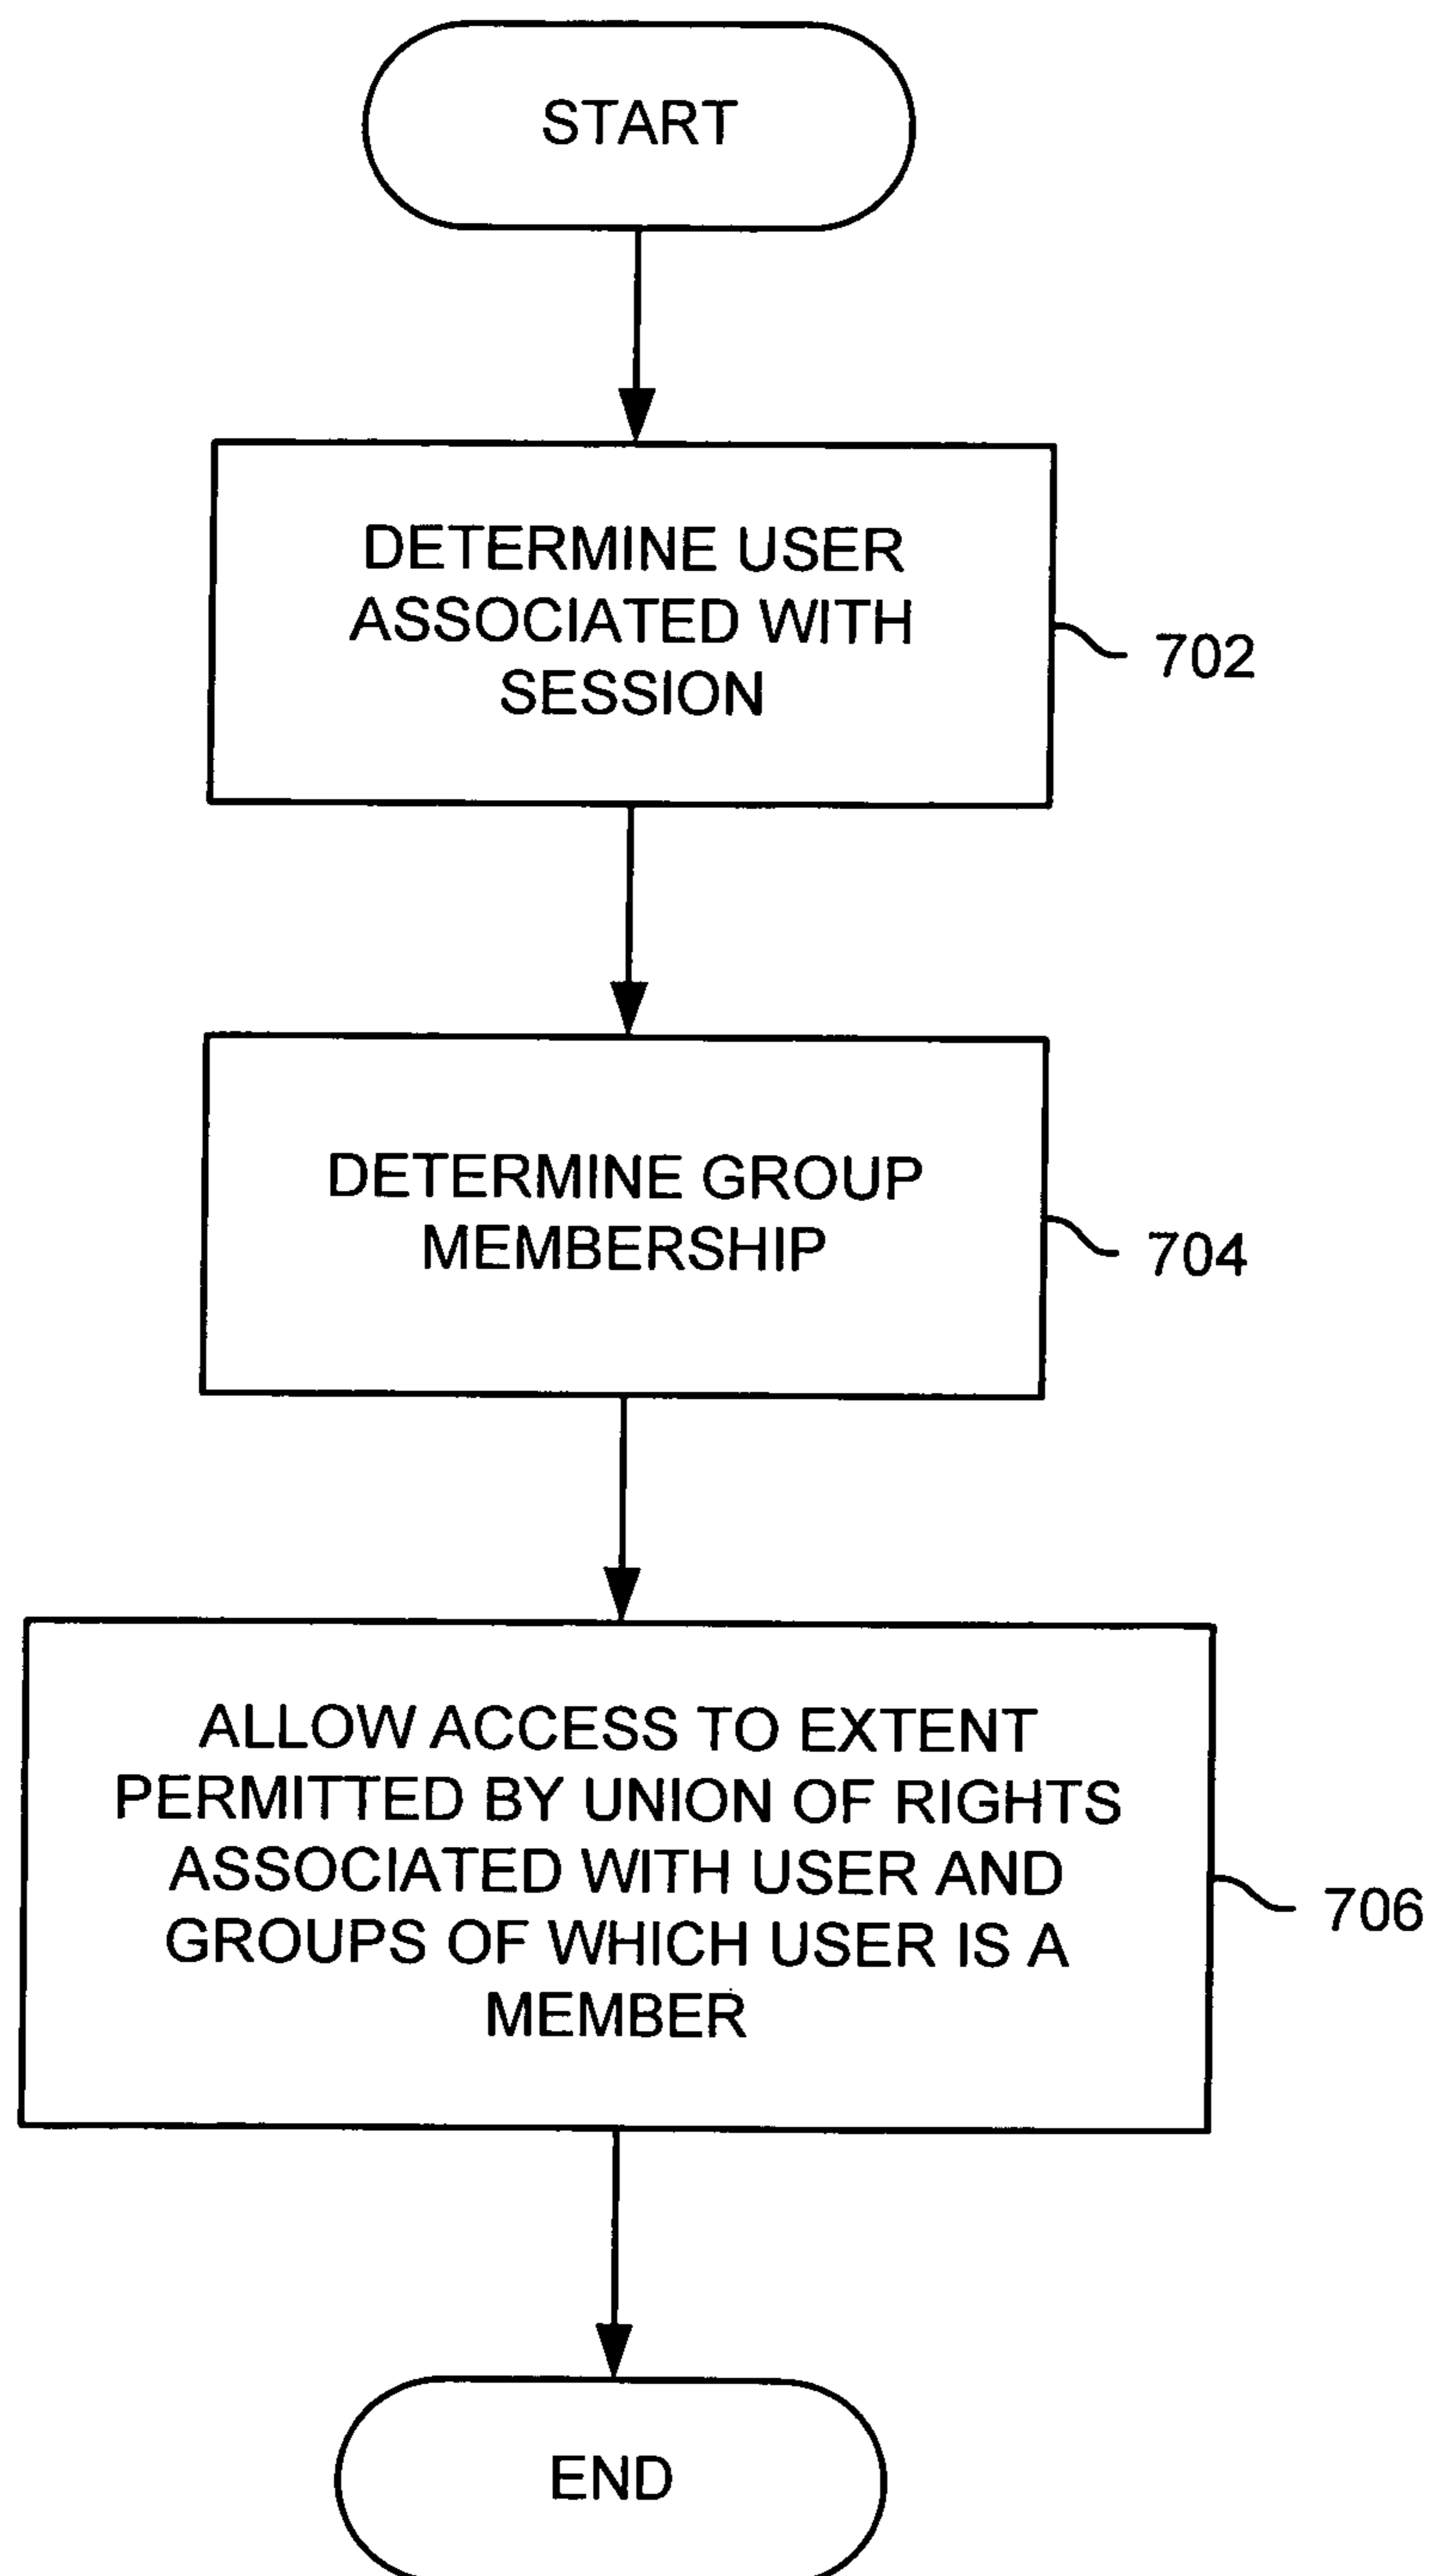 START
DETERMINE USER
ASSOCIATED WITH
SESSION
702
DETERMINE GROUP
MEMBERSHIP
704
ALLOW ACCESS TO EXTENT
PERMITTED BY UNION OF RIGHTS
ASSOCIATED WITH USER AND
GROUPS OF WHICH USER IS A
MEMBER
706
END